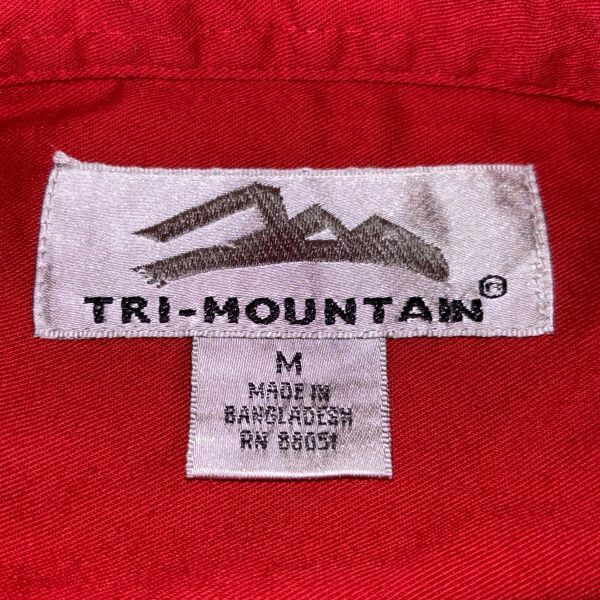 TRI-MOUNTAIN®
M
MADE IN
BANGLADESH
RN 88051